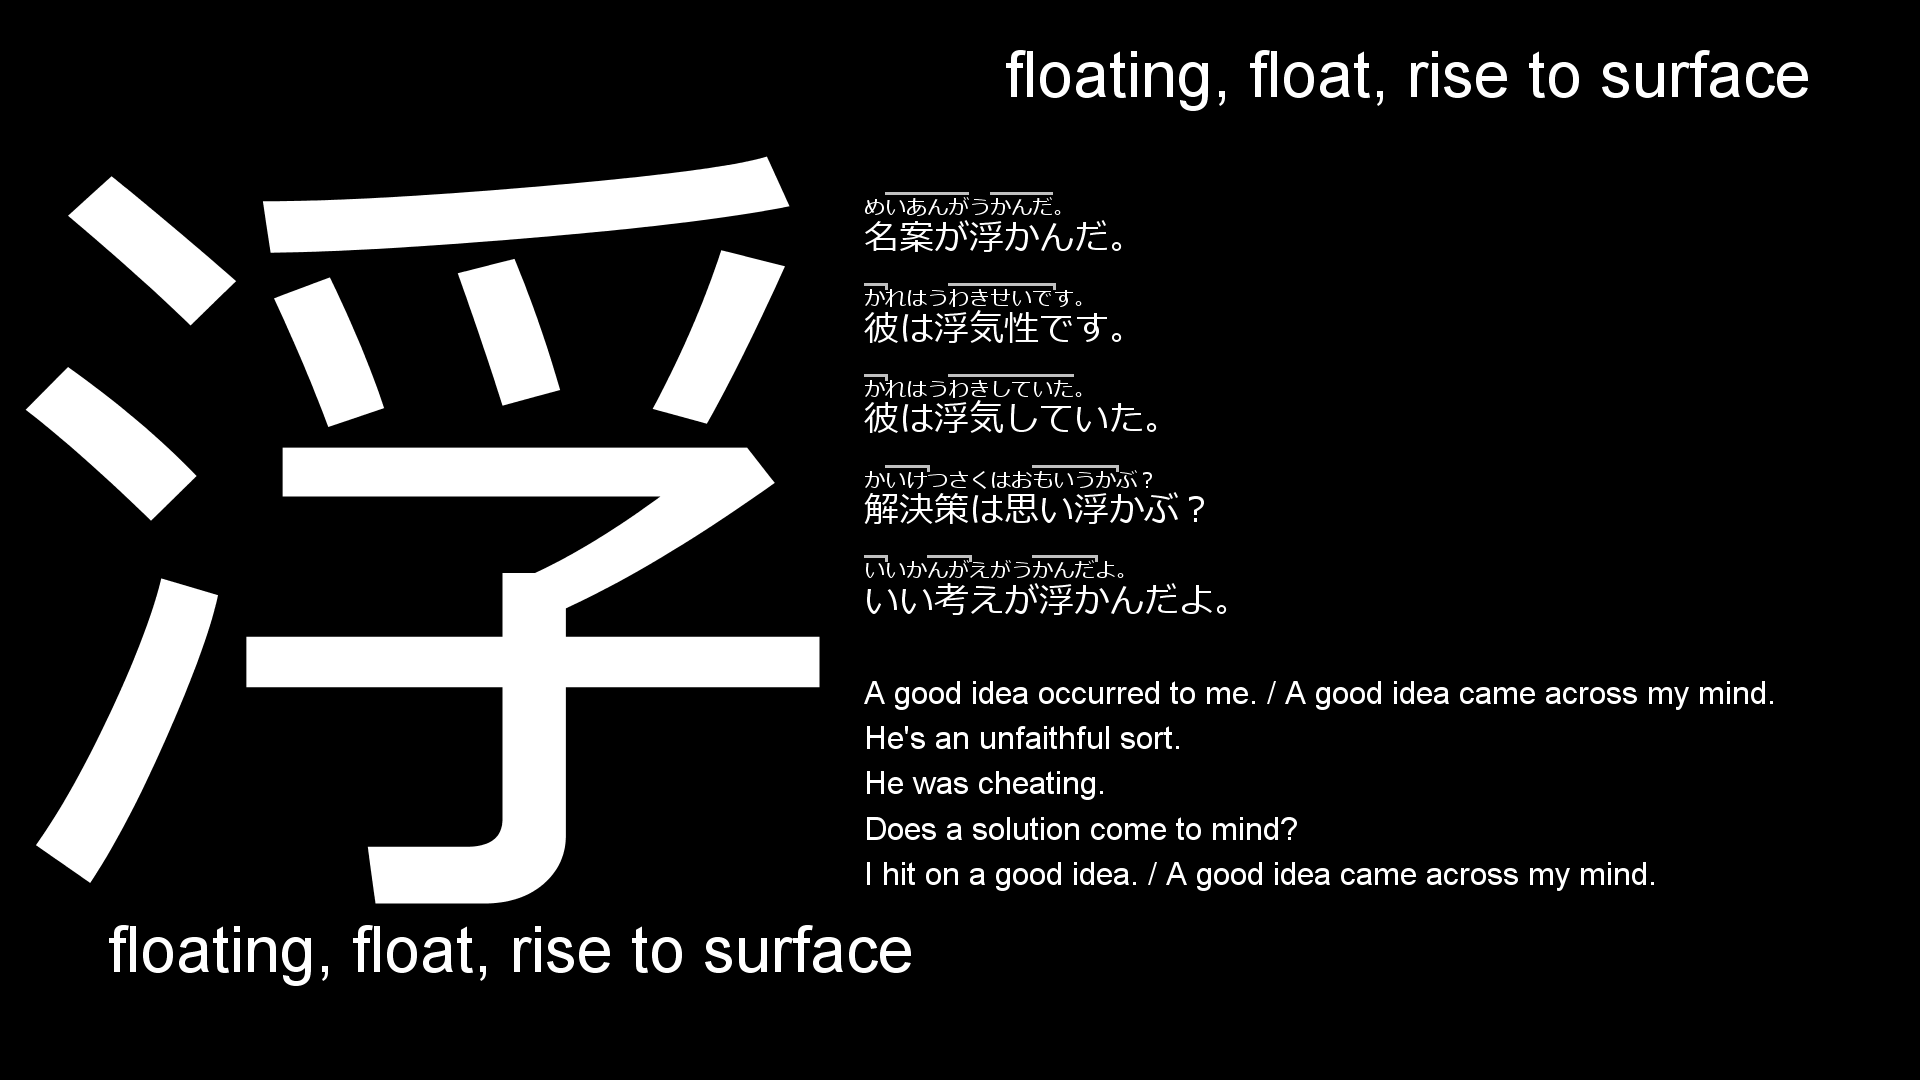 floating, float, rise to surface
浮
めいあんがうかんだ。
名案が浮かんだ。
かれはうわきせいです。
彼は浮気性です。
かれはうわきしていた。
彼は浮気していた。
かいけつさくはおもいうかぶ？
解決策は思い浮かぶ？
いいかんがえがうかんだよ。
いい考えが浮かんだよ。
A good idea occurred to me. / A good idea came across my mind.
He's an unfaithful sort.
He was cheating.
Does a solution come to mind?
I hit on a good idea. / A good idea came across my mind.
floating, float, rise to surface